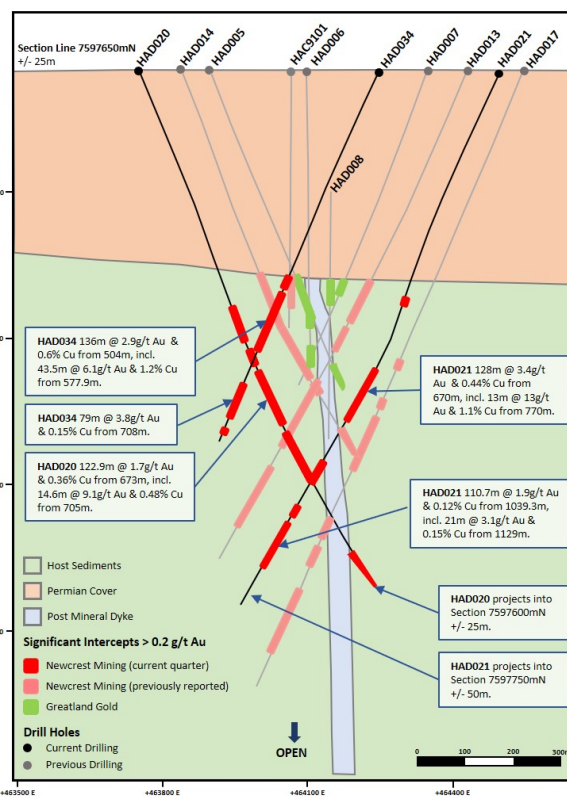 Section Line 7597650mN
+/- 25m
HAD020
HAD014
HAD005
HAC9101
HAD006
HAD034
HAD007
HAD013
HAD021
HAD017
HAD008
HAD034 136m @ 2.9g/t Au &
0.6% Cu from 504m, incl.
43.5m @ 6.1g/t Au & 1.2% Cu
from 577.9m.
HAD034 79m @ 3.8g/t Au &
0.15% Cu from 708m.
HAD020 122.9m @ 1.7g/t Au
& 0.36% Cu from 673m, incl.
14.6m @ 9.1g/t Au & 0.48% Cu
from 705m.
HAD021 128m @ 3.4g/t
Au & 0.44% Cu from
670m, incl. 13m @ 13g/t
Au & 1.1% Cu from 770m.
HAD021 110.7m @ 1.9g/t Au
& 0.12% Cu from 1039.3m,
incl. 21m @ 3.1g/t Au &
0.15% Cu from 1129m.
HAD020 projects into
Section 7597600mN
+/- 25m.
HAD021 projects into
Section 7597750mN
+/- 50m.
Host Sediments
Permian Cover
Post Mineral Dyke
Significant Intercepts > 0.2 g/t Au
Newcrest Mining (current quarter)
Newcrest Mining (previously reported)
Greatland Gold
Drill Holes
Current Drilling
Previous Drilling
OPEN
0 100 200 300m
+463500 E +463800 E +464100 E +464400 E